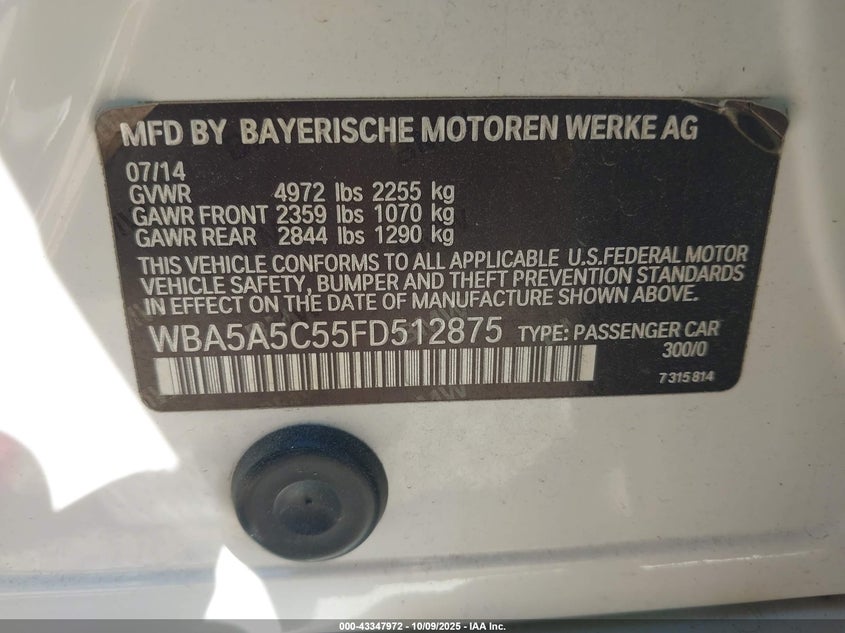 MFD BY BAYERISCHE MOTOREN WERKE AG
07/14
GVWR 4972 lbs 2255 kg
GAWR FRONT 2359 lbs 1070 kg
GAWR REAR 2844 lbs 1290 kg
THIS VEHICLE CONFORMS TO ALL APPLICABLE U.S.FEDERAL MOTOR
VEHICLE SAFETY, BUMPER AND THEFT PREVENTION STANDARDS
IN EFFECT ON THE DATE OF MANUFACTURE SHOWN ABOVE.
WBA5A5C55FD512875 TYPE: PASSENGER CAR
300/0
7315814
000-43347972 - 10/09/2025 - IAA Inc.